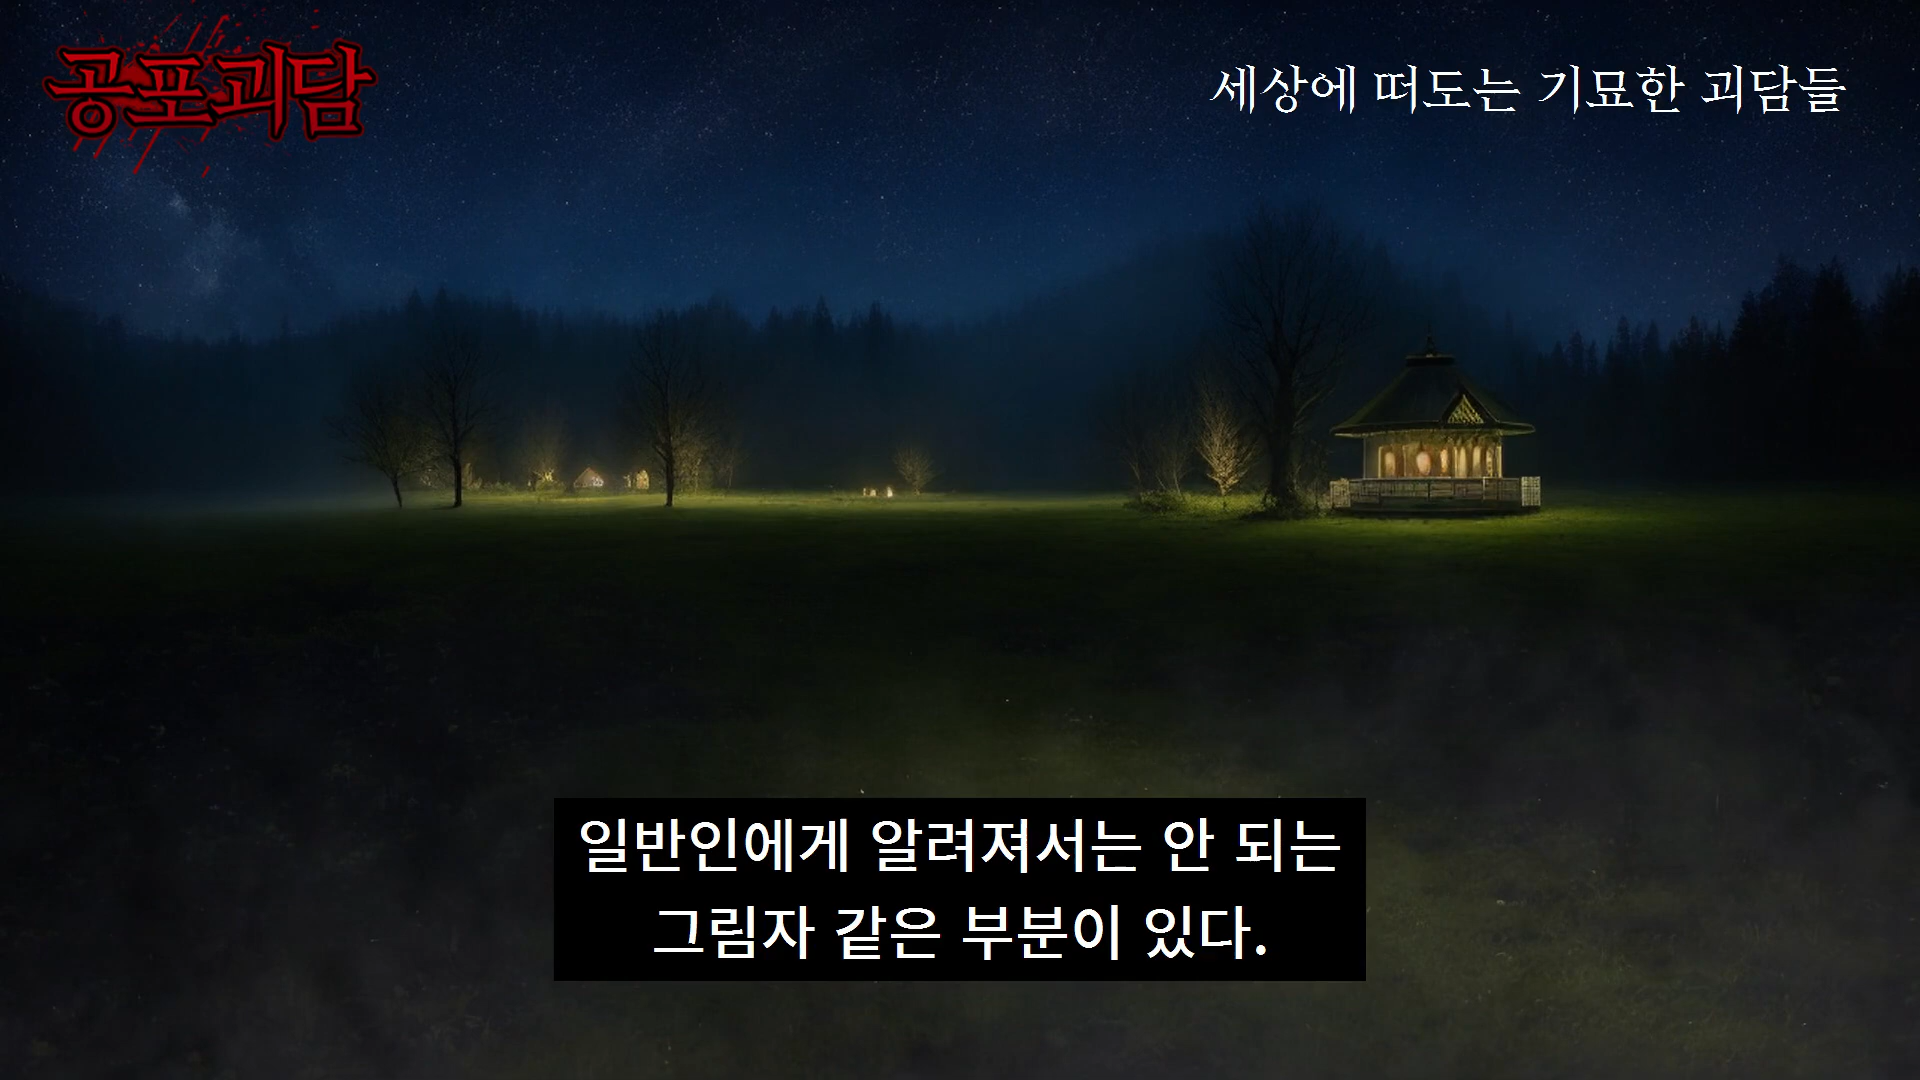 공포괴담
세상에 떠도는 기묘한 괴담들
일반인에게 알려져서는 안 되는
그림자 같은 부분이 있다.